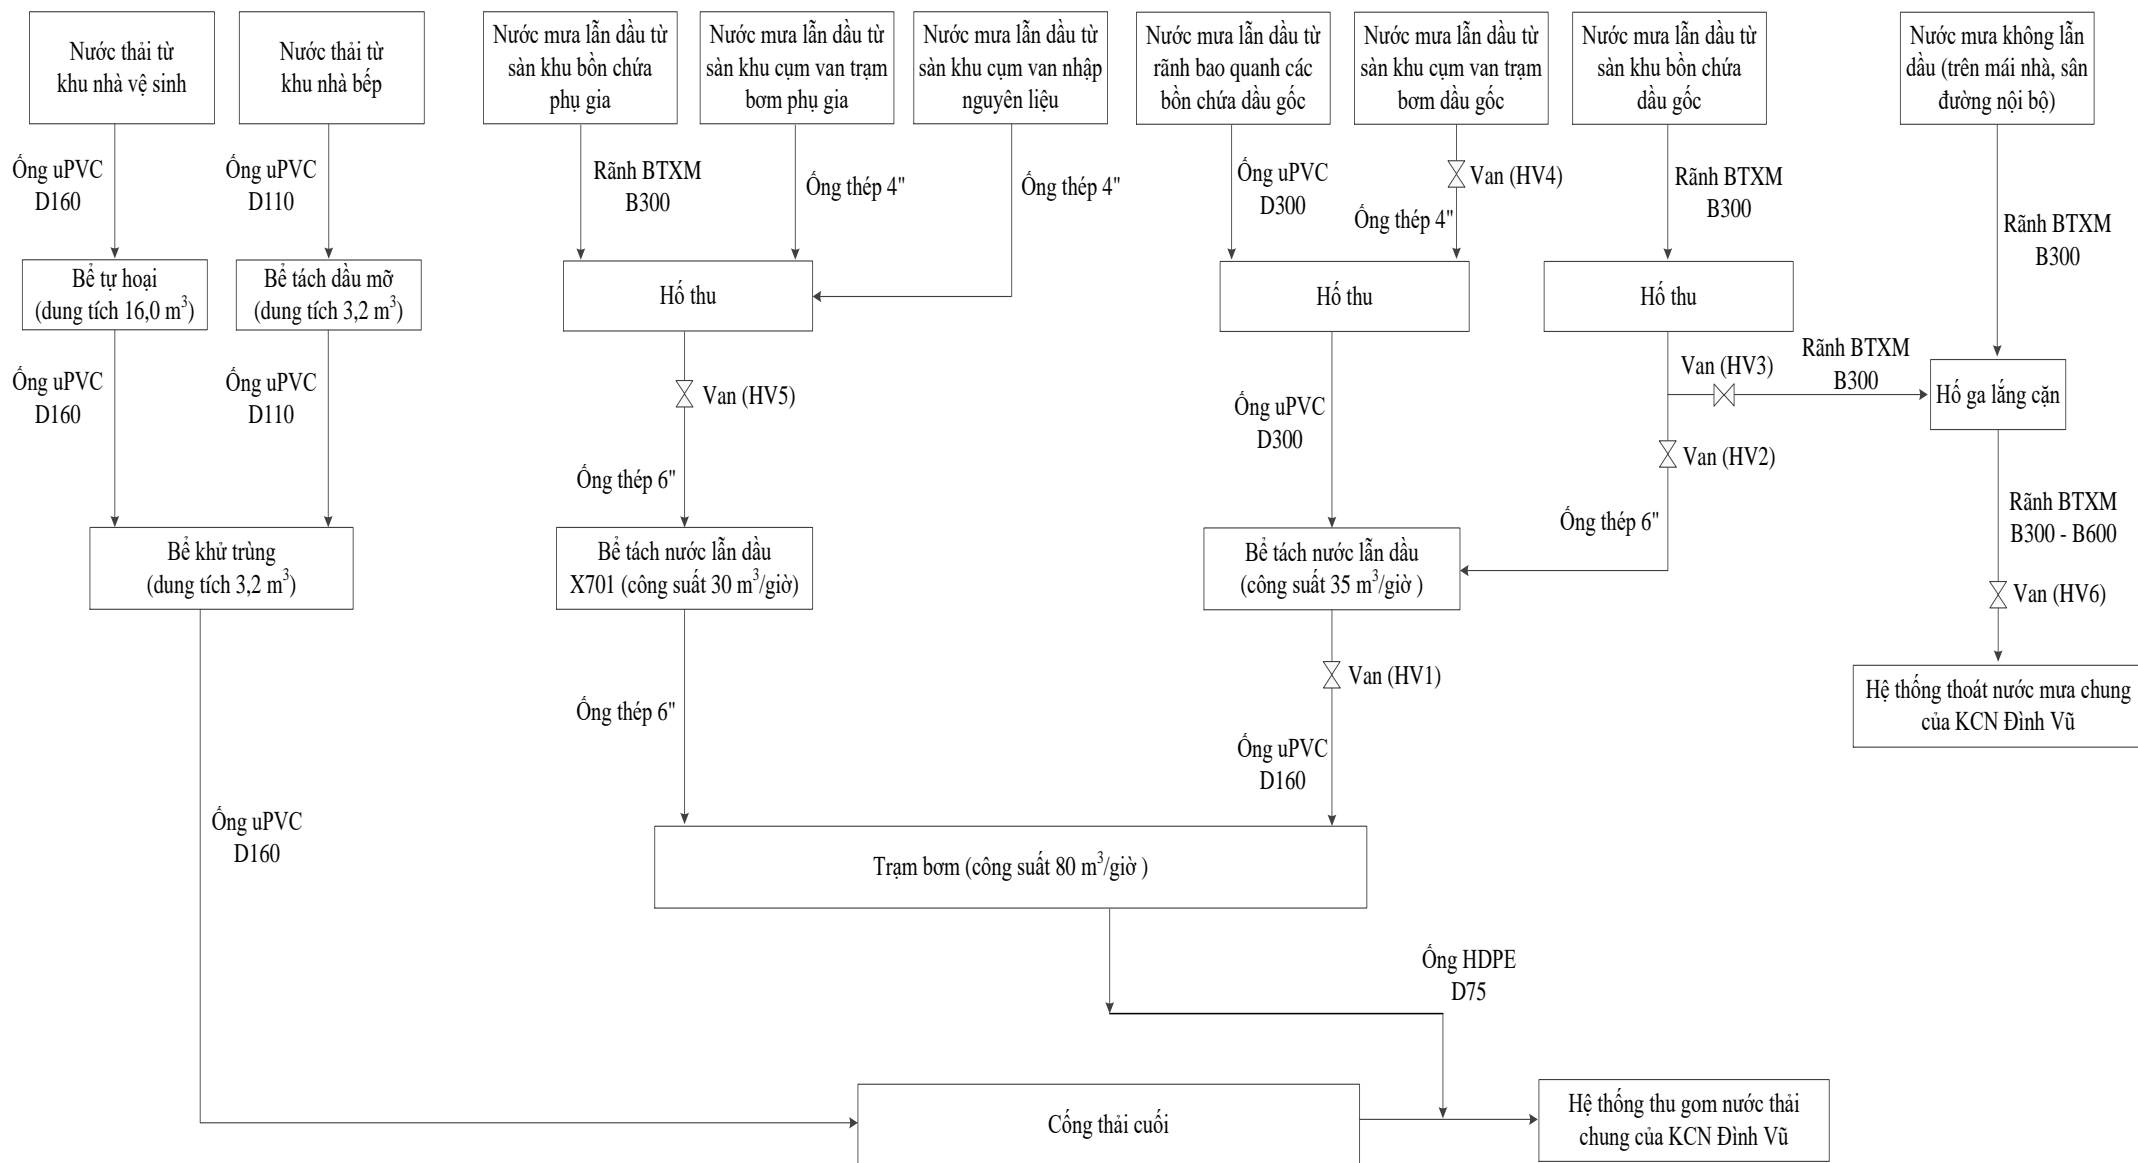 Nước thải từ
khu nhà vệ sinh
Nước thải từ
khu nhà bếp
Nước mưa lẫn dầu từ
sàn khu bồn chứa
phụ gia
Nước mưa lẫn dầu từ
sàn khu cụm van trạm
bơm phụ gia
Nước mưa lẫn dầu từ
sàn khu cụm van nhập
nguyên liệu
Nước mưa lẫn dầu từ
rãnh bao quanh các
bồn chứa dầu gốc
Nước mưa lẫn dầu từ
sàn khu cụm van trạm
bơm dầu gốc
Nước mưa lẫn dầu từ
sàn khu bồn chứa
dầu gốc
Nước mưa không lẫn
dầu (trên mái nhà, sân
đường nội bộ)
Ống uPVC
D160
Ống uPVC
D110
Rãnh BTXM
B300
Ống thép 4"
Ống thép 4"
Ống uPVC
D300
Van (HV4)
Ống thép 4"
Rãnh BTXM
B300
Rãnh BTXM
B300
Bể tự hoại
(dung tích 16,0 m³)
Bể tách dầu mỡ
(dung tích 3,2 m³)
Hố thu
Hố thu
Hố thu
Ống uPVC
D160
Ống uPVC
D110
Van (HV5)
Ống uPVC
D300
Van (HV3)
Rãnh BTXM
B300
Hố ga lắng cặn
Van (HV2)
Ống thép 6"
Ống thép 6"
Rãnh BTXM
B300 - B600
Bể khử trùng
(dung tích 3,2 m³)
Bể tách nước lẫn dầu
X701 (công suất 30 m³/giờ)
Bể tách nước lẫn dầu
(công suất 35 m³/giờ )
Van (HV6)
Ống thép 6"
Van (HV1)
Hệ thống thoát nước mưa chung
của KCN Đình Vũ
Ống uPVC
D160
Ống uPVC
D160
Trạm bơm (công suất 80 m³/giờ )
Ống HDPE
D75
Cống thải cuối
Hệ thống thu gom nước thải
chung của KCN Đình Vũ